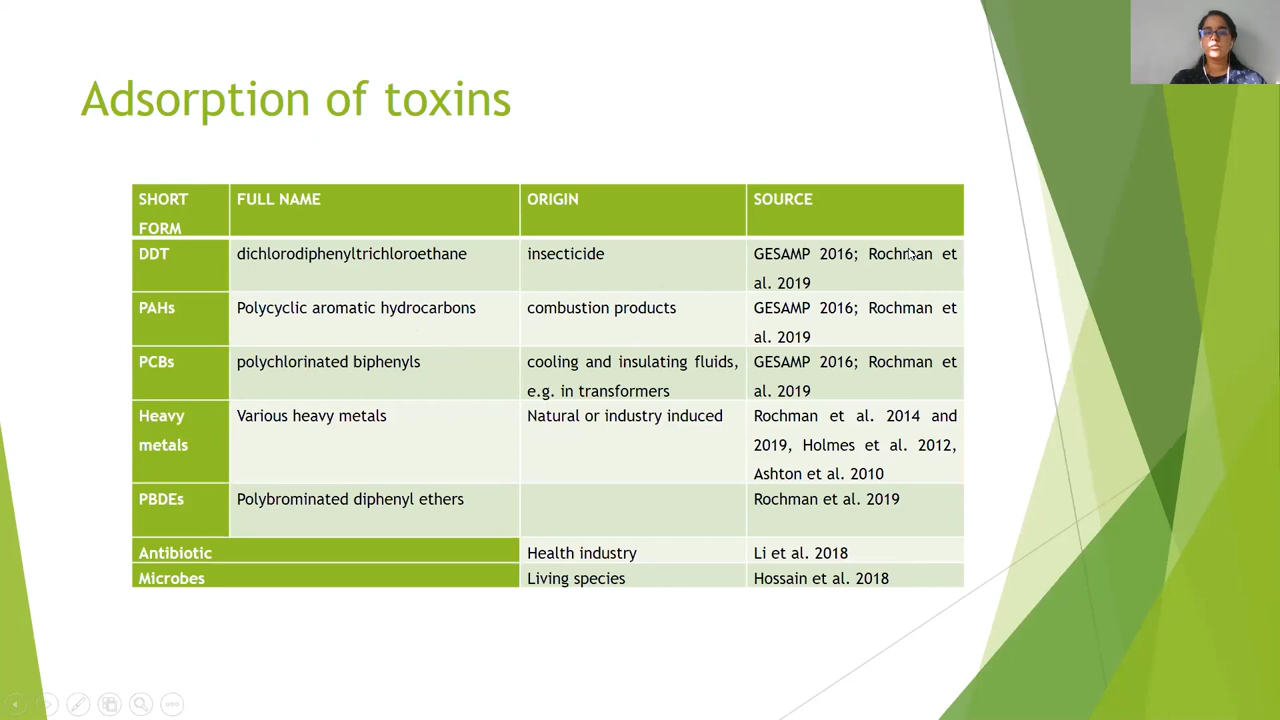 Adsorption of toxins
SHORT FORM FULL NAME ORIGIN SOURCE
DDT dichlorodiphenyltrichloroethane insecticide GESAMP 2016; Rochman et al. 2019
PAHs Polycyclic aromatic hydrocarbons combustion products GESAMP 2016; Rochman et al. 2019
PCBs polychlorinated biphenyls cooling and insulating fluids, e.g. in transformers GESAMP 2016; Rochman et al. 2019
Heavy metals Various heavy metals Natural or industry induced Rochman et al. 2014 and 2019, Holmes et al. 2012, Ashton et al. 2010
PBDEs Polybrominated diphenyl ethers Rochman et al. 2019
Antibiotic Health industry Li et al. 2018
Microbes Living species Hossain et al. 2018